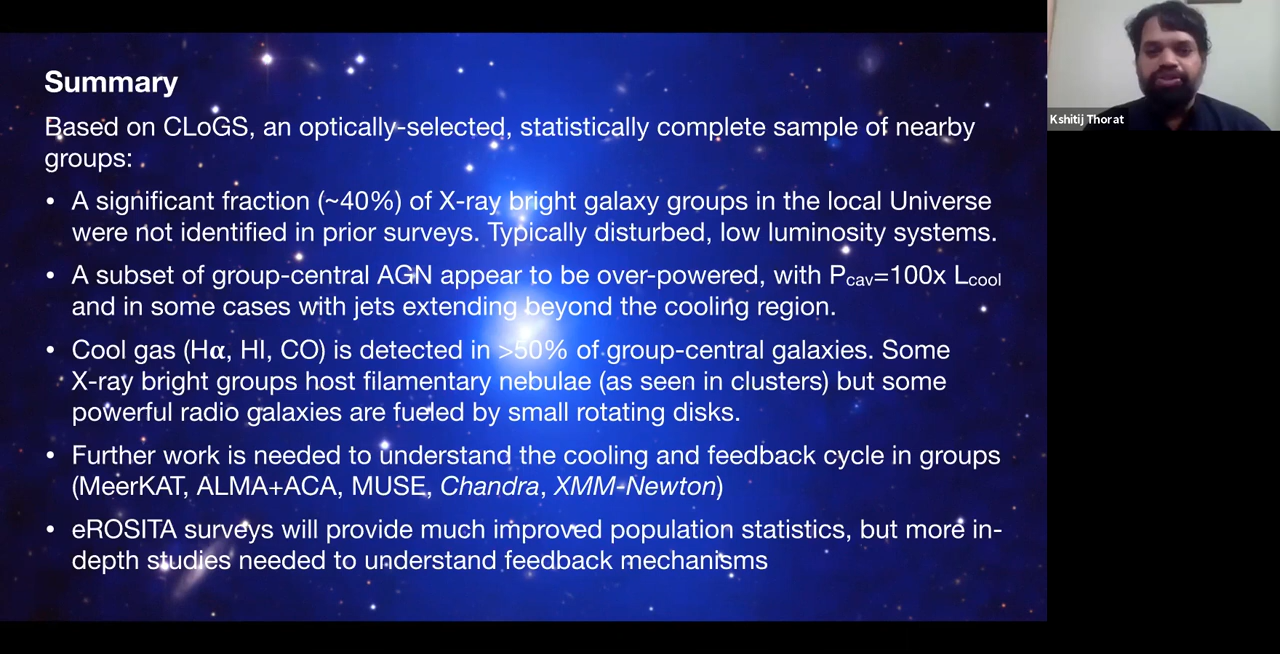 Summary
Based on CLoGS, an optically-selected, statistically complete sample of nearby
groups:
• A significant fraction (~40%) of X-ray bright galaxy groups in the local Universe
were not identified in prior surveys. Typically disturbed, low luminosity systems.
• A subset of group-central AGN appear to be over-powered, with Pcav=100x Lcool
and in some cases with jets extending beyond the cooling region.
• Cool gas (Hα, HI, CO) is detected in >50% of group-central galaxies. Some
X-ray bright groups host filamentary nebulae (as seen in clusters) but some
powerful radio galaxies are fueled by small rotating disks.
• Further work is needed to understand the cooling and feedback cycle in groups
(MeerKAT, ALMA+ACA, MUSE, Chandra, XMM-Newton)
• eROSITA surveys will provide much improved population statistics, but more in-
depth studies needed to understand feedback mechanisms
Kshitij Thorat